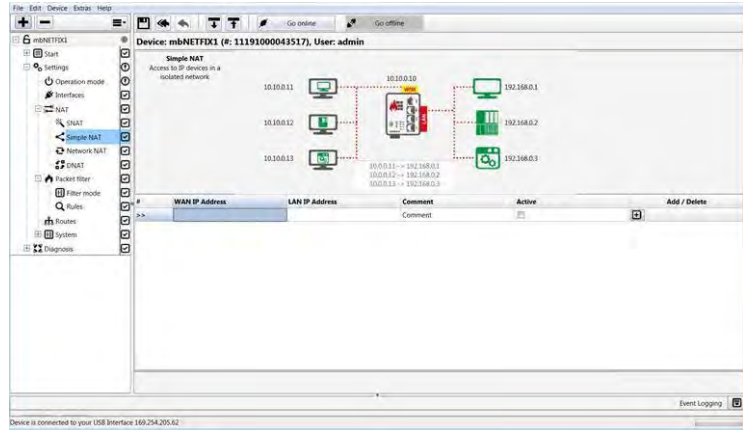 File Edit Device Extras Help
Go online
Go offline
mbNETFIX1
Start
Settings
Operation mode
Interfaces
NAT
SNAT
Simple NAT
Network NAT
DNAT
Packet filter
Filter mode
Rules
Routes
System
Diagnosis
Device: mbNETFIX1 (#: 11191000043517), User: admin
Simple NAT
Access to IP devices in a
isolated network
10.10.0.11
10.10.0.12
10.10.0.13
10.10.0.10
WAN
LAN
192.168.0.1
192.168.0.2
192.168.0.3
10.0.0.11--> 192.168.0.1
10.0.0.12--> 192.168.0.2
10.0.0.13--> 192.168.0.3
# WAN IP Address LAN IP Address Comment Active Add / Delete
>> Comment
Event Logging
Device is connected to your USB Interface 169.254.205.62